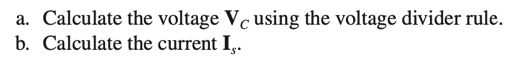 a. Calculate the voltage V_C using the voltage divider rule.
b. Calculate the current I_s.